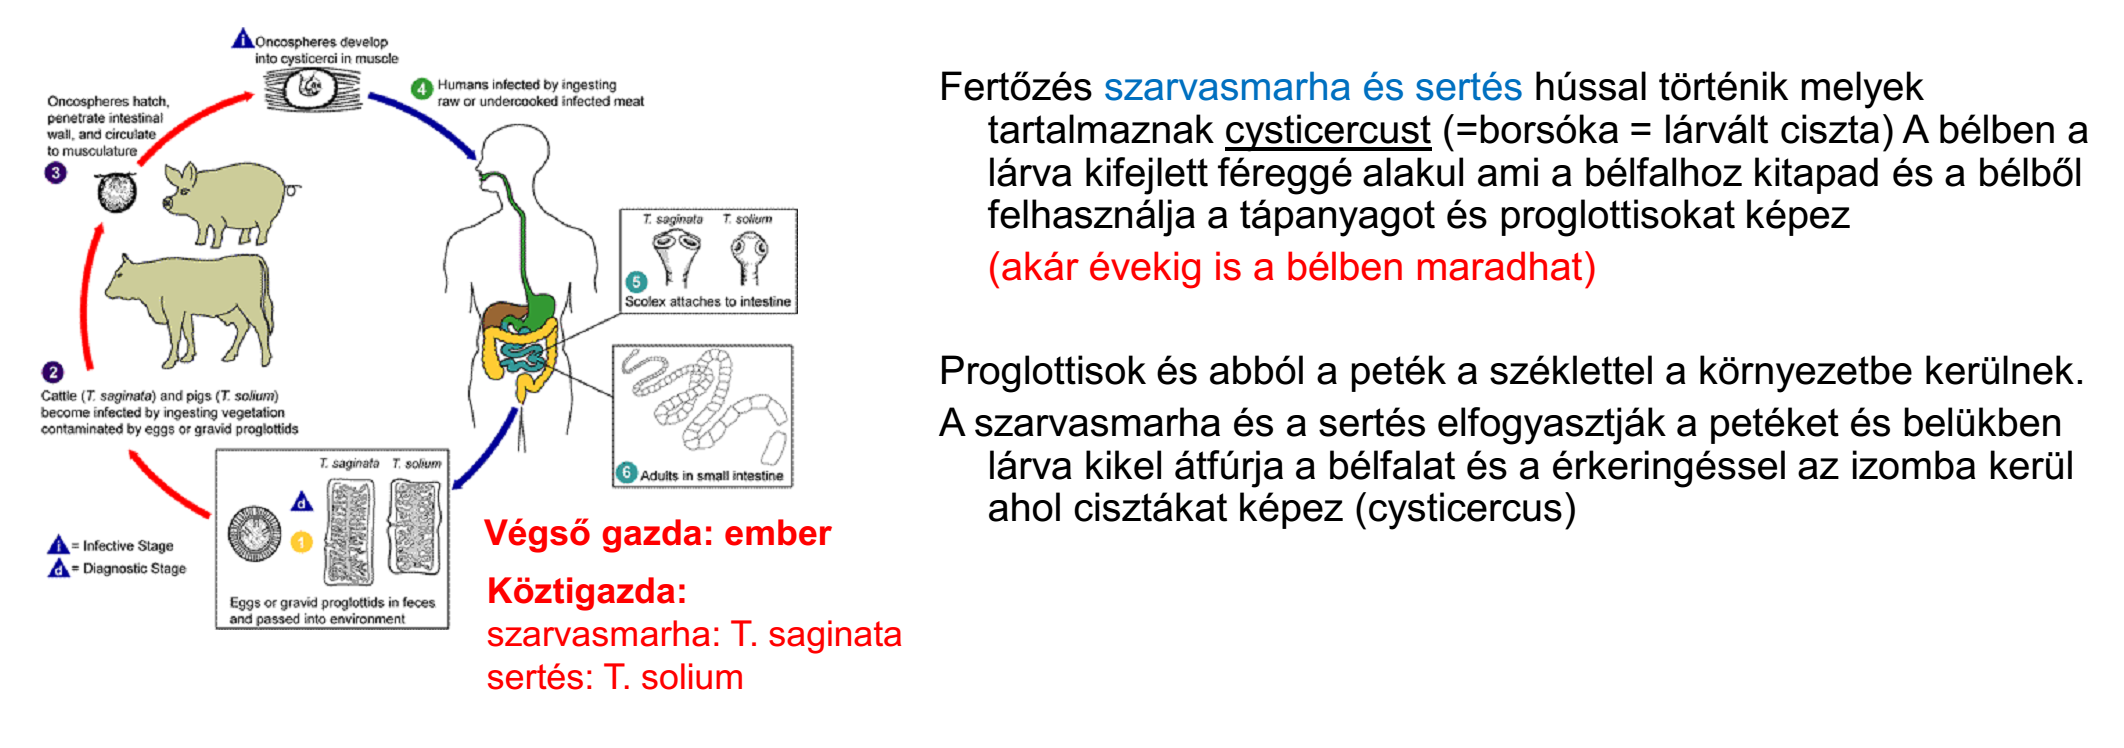 Oncospheres develop
into cysticerci in muscle
4 Humans infected by ingesting
raw or undercooked infected meat
Oncospheres hatch,
penetrate intestinal
wall, and circulate
to musculature
3
T. saginata T. solium
5
Scolex attaches to intestine
6 Adults in small intestine
2
Cattle (T. saginata) and pigs (T. solium)
become infected by ingesting vegetation
contaminated by eggs or gravid proglottids
T. saginata T. solium
d
1
Eggs or gravid proglottids in feces
and passed into environment
i = Infective Stage
d = Diagnostic Stage
Végső gazda: ember
Köztigazda:
szarvasmarha: T. saginata
sertés: T. solium
Fertőzés szarvasmarha és sertés hússal történik melyek
tartalmaznak cysticercust (=borsóka = lárvált ciszta) A bélben a
lárva kifejlett féreggé alakul ami a bélfalhoz kitapad és a bélből
felhasználja a tápanyagot és proglottisokat képez
(akár évekig is a bélben maradhat)
Proglottisok és abból a peték a széklettel a környezetbe kerülnek.
A szarvasmarha és a sertés elfogyasztják a petéket és belükben
lárva kikel átfúrja a bélfalat és a érkeringéssel az izomba kerül
ahol cisztákat képez (cysticercus)